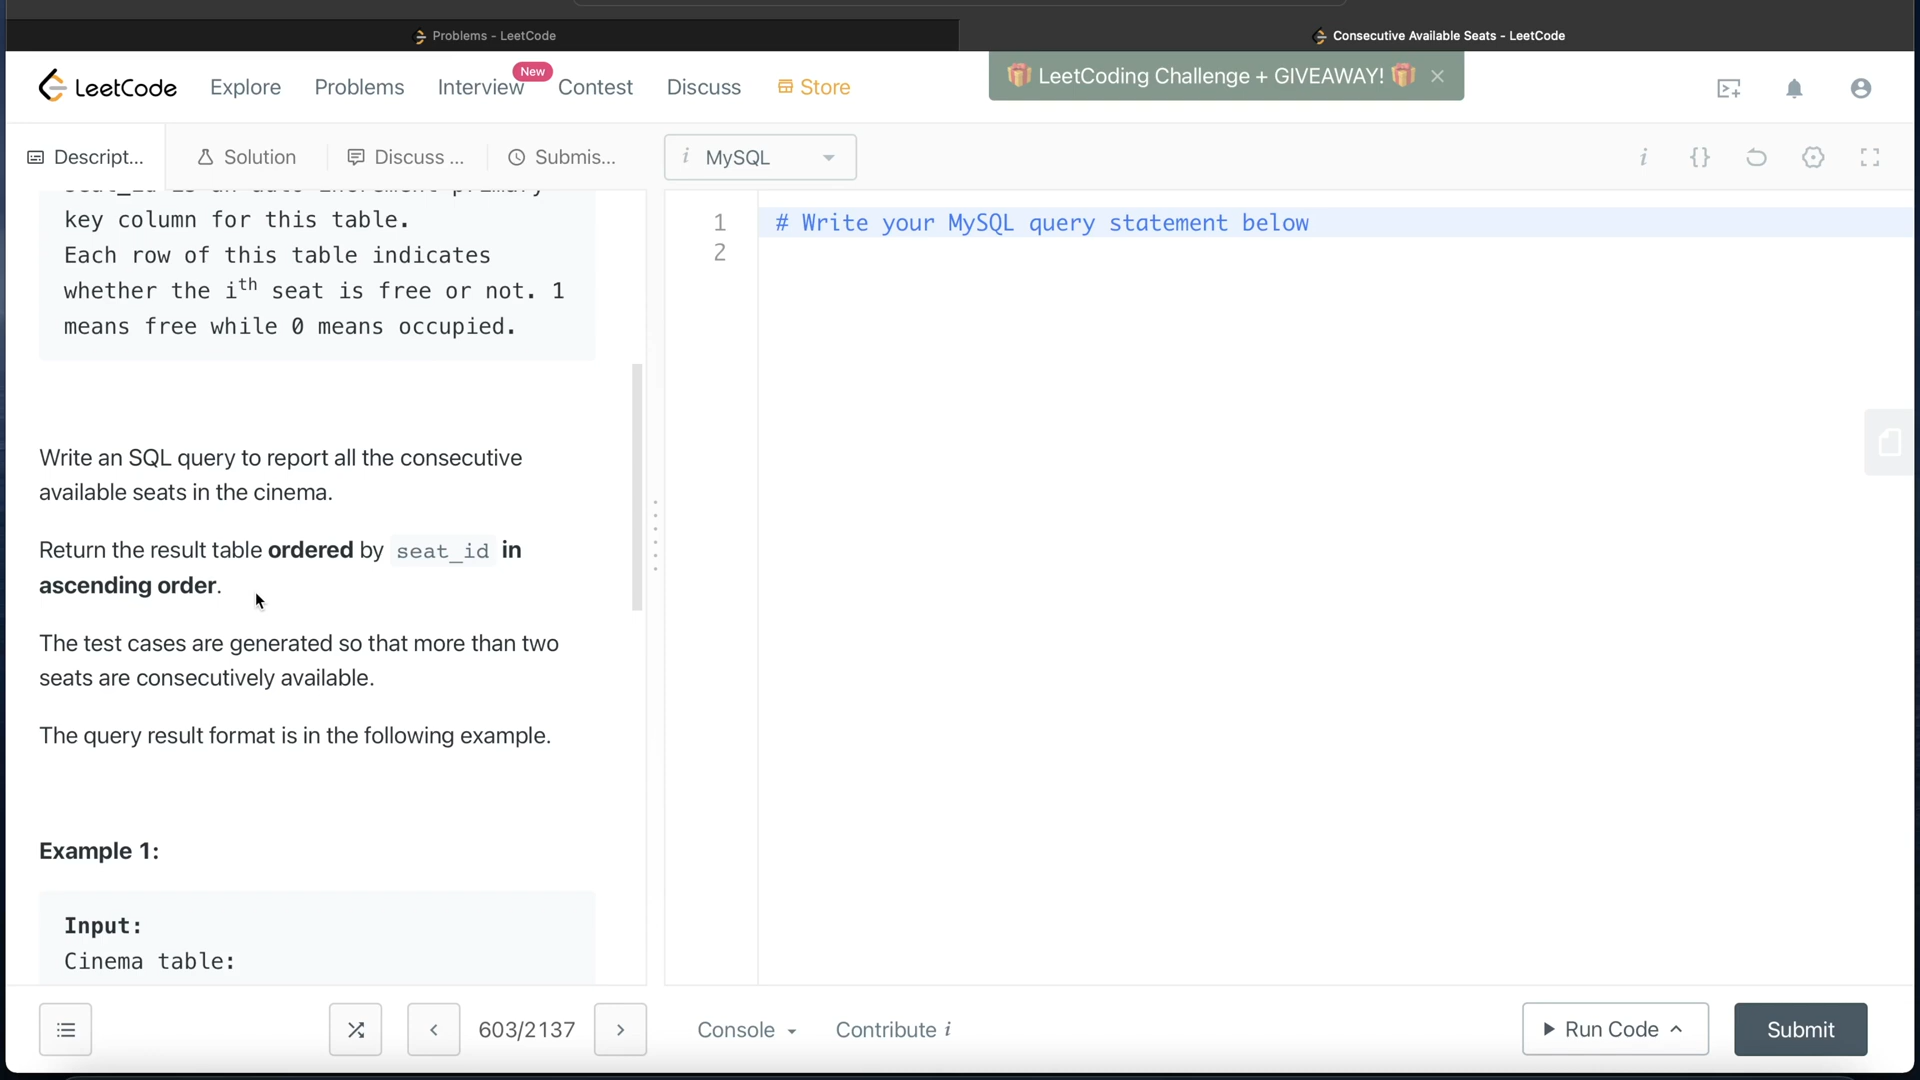 Problems - LeetCode
Consecutive Available Seats - LeetCode
LeetCode
Explore
Problems
Interview
New
Contest
Discuss
Store
LeetCoding Challenge + GIVEAWAY!
Descript...
Solution
Discuss ...
Submis...
i MySQL
i
{}
seat_id is an auto-increment primary
key column for this table.
Each row of this table indicates
whether the ith seat is free or not. 1
means free while 0 means occupied.
Write an SQL query to report all the consecutive
available seats in the cinema.
Return the result table ordered by seat_id in
ascending order.
The test cases are generated so that more than two
seats are consecutively available.
The query result format is in the following example.
Example 1:
Input:
Cinema table:
1 # Write your MySQL query statement below
2
603/2137
Console
Contribute i
Run Code
Submit